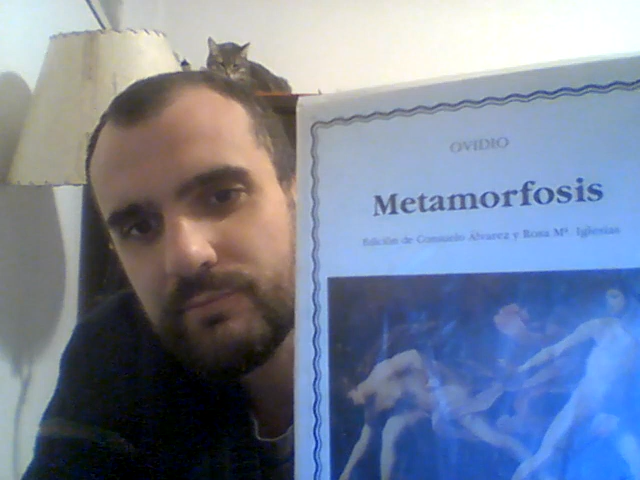 OVIDIO
Metamorfosis
Edición de Consuelo Álvarez y Rosa Mª Iglesias